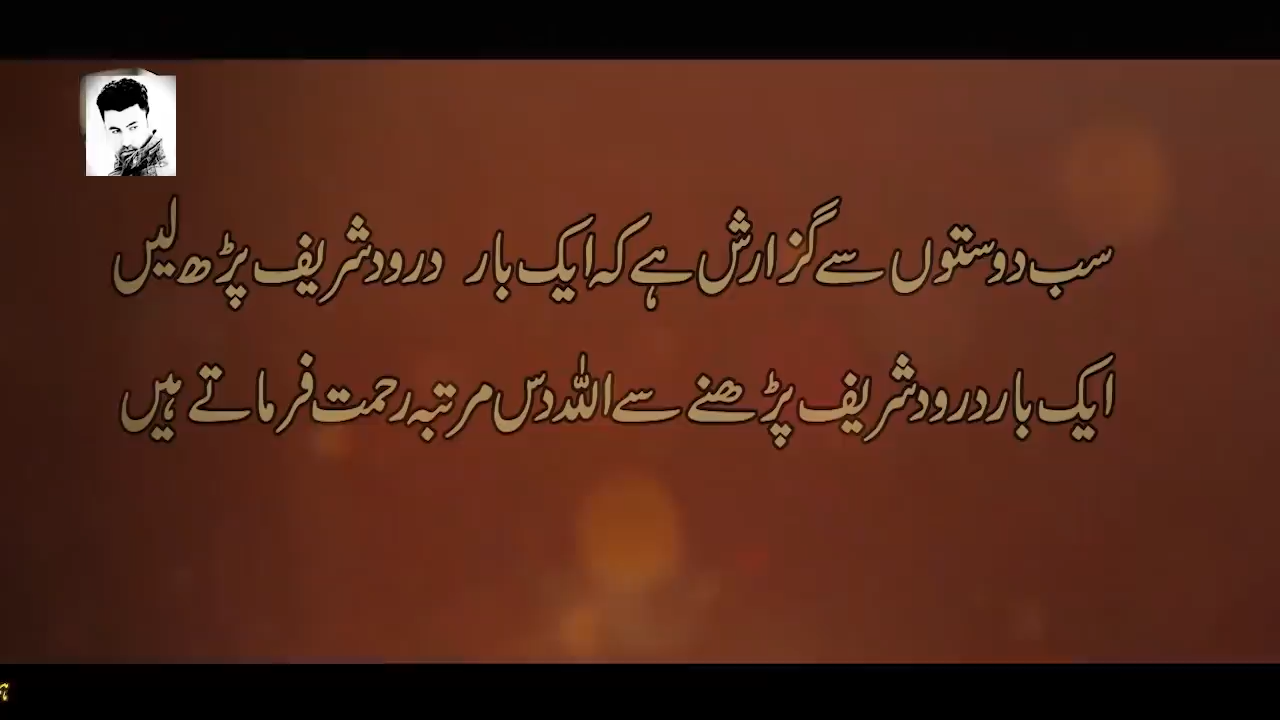 سب دوستوں سے گزارش ہے کہ ایک بار درود شریف پڑھ لیں
ایک بار درود شریف پڑھنے سے اللہ دس مرتبہ رحمت فرماتے ہیں